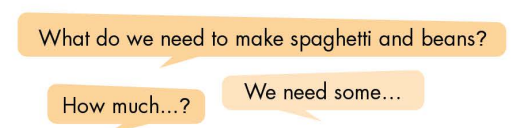 What do we need to make spaghetti and beans?
How much...?
We need some...